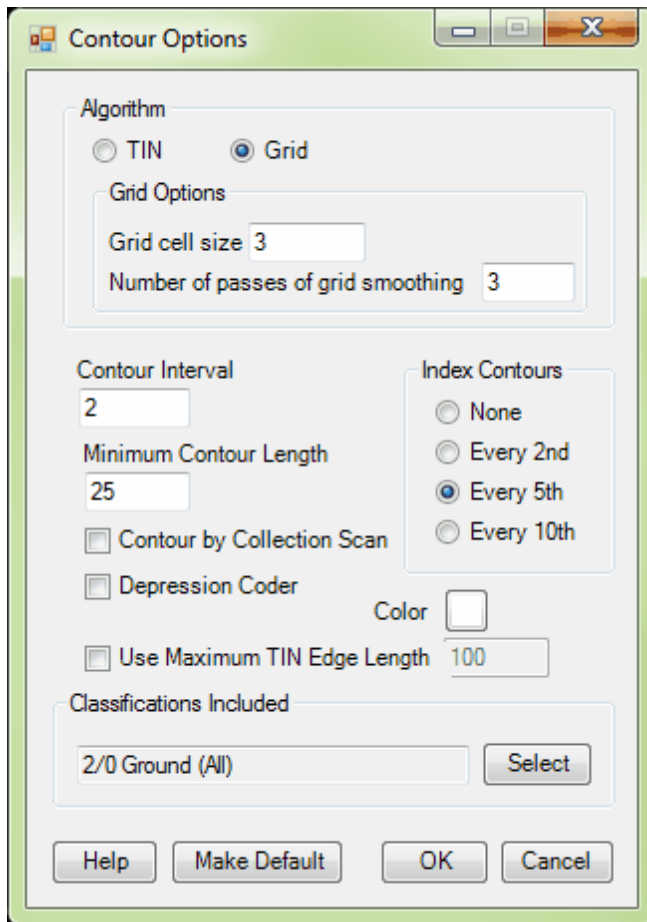 Contour Options
Algorithm
TIN Grid
Grid Options
Grid cell size 3
Number of passes of grid smoothing 3
Contour Interval
2
Minimum Contour Length
25
Contour by Collection Scan
Depression Coder
Index Contours
None
Every 2nd
Every 5th
Every 10th
Color
Use Maximum TIN Edge Length 100
Classifications Included
2/0 Ground (All) Select
Help Make Default OK Cancel